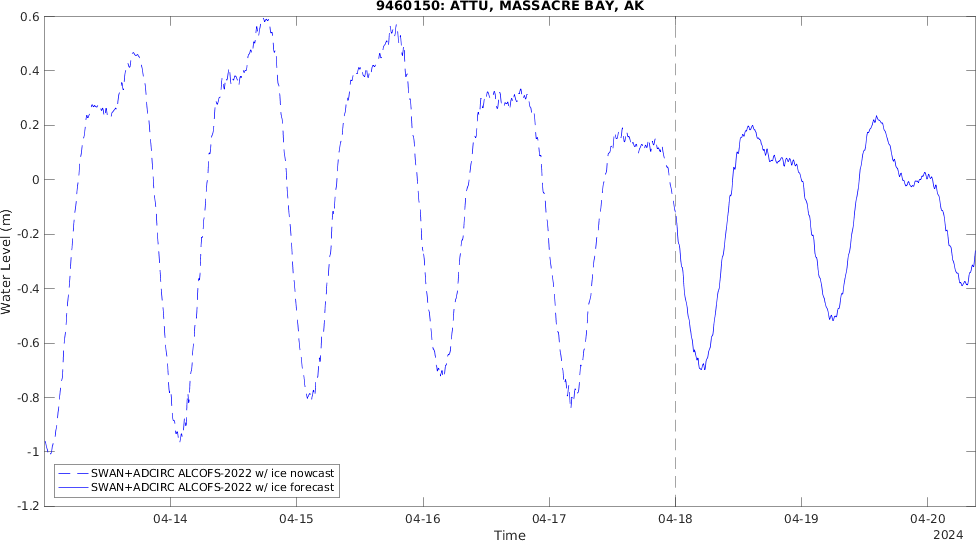 9460150: ATTU, MASSACRE BAY, AK
Water Level (m)
0.6
0.4
0.2
0
-0.2
-0.4
-0.6
-0.8
-1
-1.2
SWAN+ADCIRC ALCOFS-2022 w/ ice nowcast
SWAN+ADCIRC ALCOFS-2022 w/ ice forecast
04-14 04-15 04-16 04-17 04-18 04-19 04-20
Time
2024